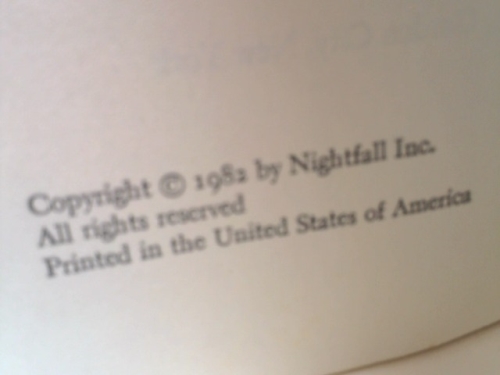 Copyright © 1982 by Nightfall Inc.
All rights reserved
Printed in the United States of America